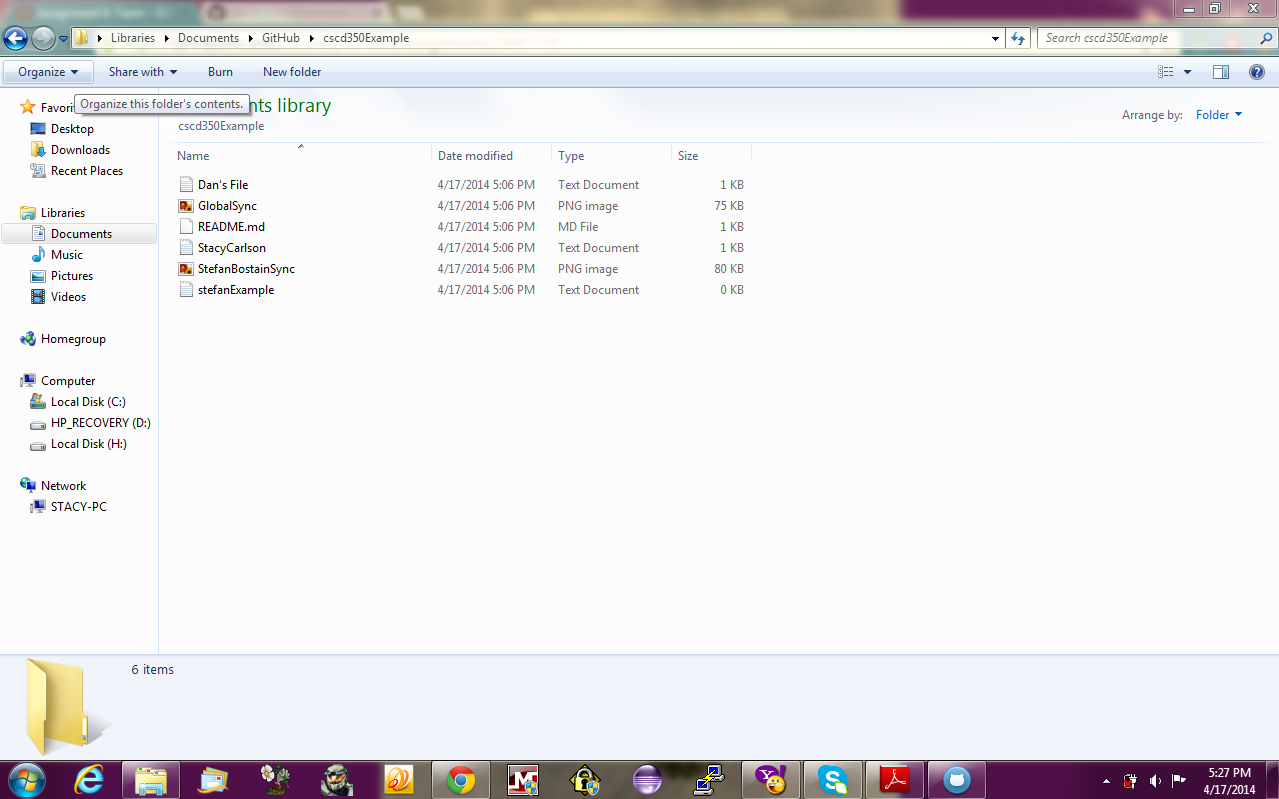 Libraries Documents GitHub cscd350Example
Search cscd350Example
Organize Share with Burn New folder
Organize this folder's contents.
nts library
cscd350Example
Arrange by: Folder
Name Date modified Type Size
Dan's File 4/17/2014 5:06 PM Text Document 1 KB
GlobalSync 4/17/2014 5:06 PM PNG image 75 KB
README.md 4/17/2014 5:06 PM MD File 1 KB
StacyCarlson 4/17/2014 5:06 PM Text Document 1 KB
StefanBostainSync 4/17/2014 5:06 PM PNG image 80 KB
stefanExample 4/17/2014 5:06 PM Text Document 0 KB
Favori
Desktop
Downloads
Recent Places
Libraries
Documents
Music
Pictures
Videos
Homegroup
Computer
Local Disk (C:)
HP_RECOVERY (D:)
Local Disk (H:)
Network
STACY-PC
6 items
5:27 PM
4/17/2014